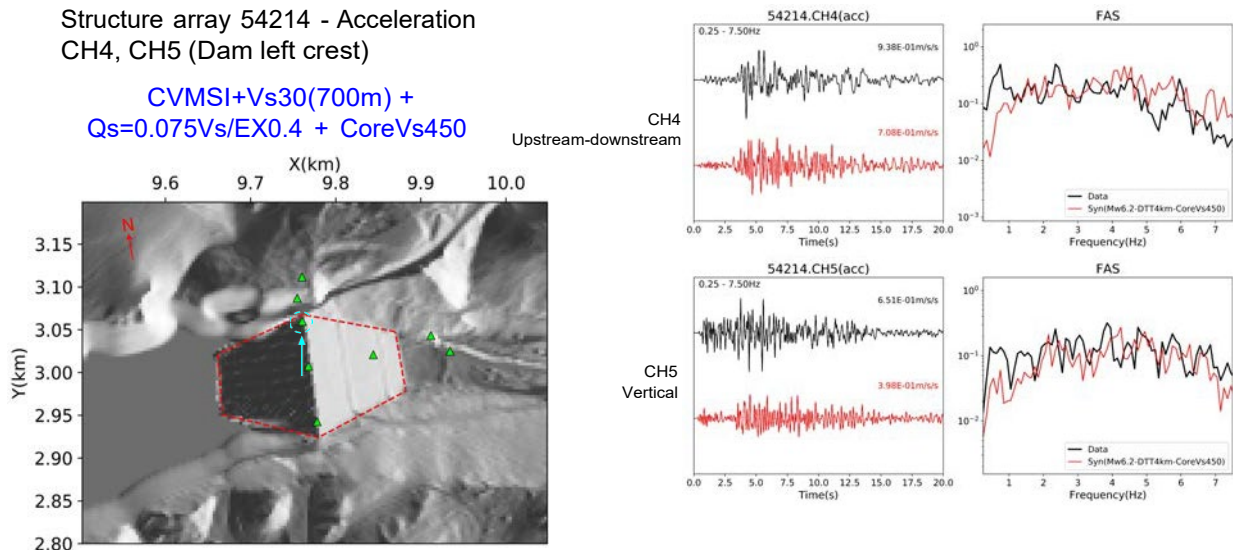 Structure array 54214 - Acceleration
CH4, CH5 (Dam left crest)
CVMSI+Vs30(700m) +
Qs=0.075Vs/EX0.4 + CoreVs450
X(km)
9.6 9.7 9.8 9.9 10.0
Y(km)
3.15
3.10
3.05
3.00
2.95
2.90
2.85
2.80
N
CH4
Upstream-downstream
54214.CH4(acc)
0.25 - 7.50Hz
9.38E-01m/s/s
7.08E-01m/s/s
0.0 2.5 5.0 7.5 10.0 12.5 15.0 17.5 20.0
Time(s)
FAS
10⁰
10⁻¹
10⁻²
10⁻³
Data
Syn(Mw6.2-DTT4km-CoreVs450)
1 2 3 4 5 6 7
Frequency(Hz)
CH5
Vertical
54214.CH5(acc)
0.25 - 7.50Hz
6.51E-01m/s/s
3.98E-01m/s/s
0.0 2.5 5.0 7.5 10.0 12.5 15.0 17.5 20.0
Time(s)
FAS
10⁰
10⁻¹
10⁻²
Data
Syn(Mw6.2-DTT4km-CoreVs450)
1 2 3 4 5 6 7
Frequency(Hz)